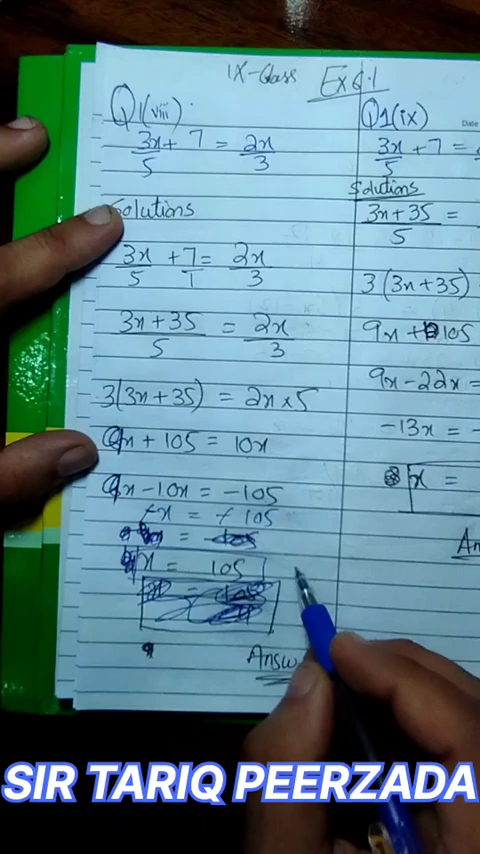 IX-Class Ex 6.1
Q1(viii)
3x/5 + 7 = 2x/3
Solutions
3x/5 + 7/1 = 2x/3
3x+35/5 = 2x/3
3(3x+35) = 2x×5
9x + 105 = 10x
9x-10x = -105
-x = -105
x = 105
Answ
Q1(ix)
Date
3x/5 + 7 =
Solutions
3x+35/5 =
3(3x+35)
9x + 105
9x-22x =
-13x = -
x =
An
SIR TARIQ PEERZADA